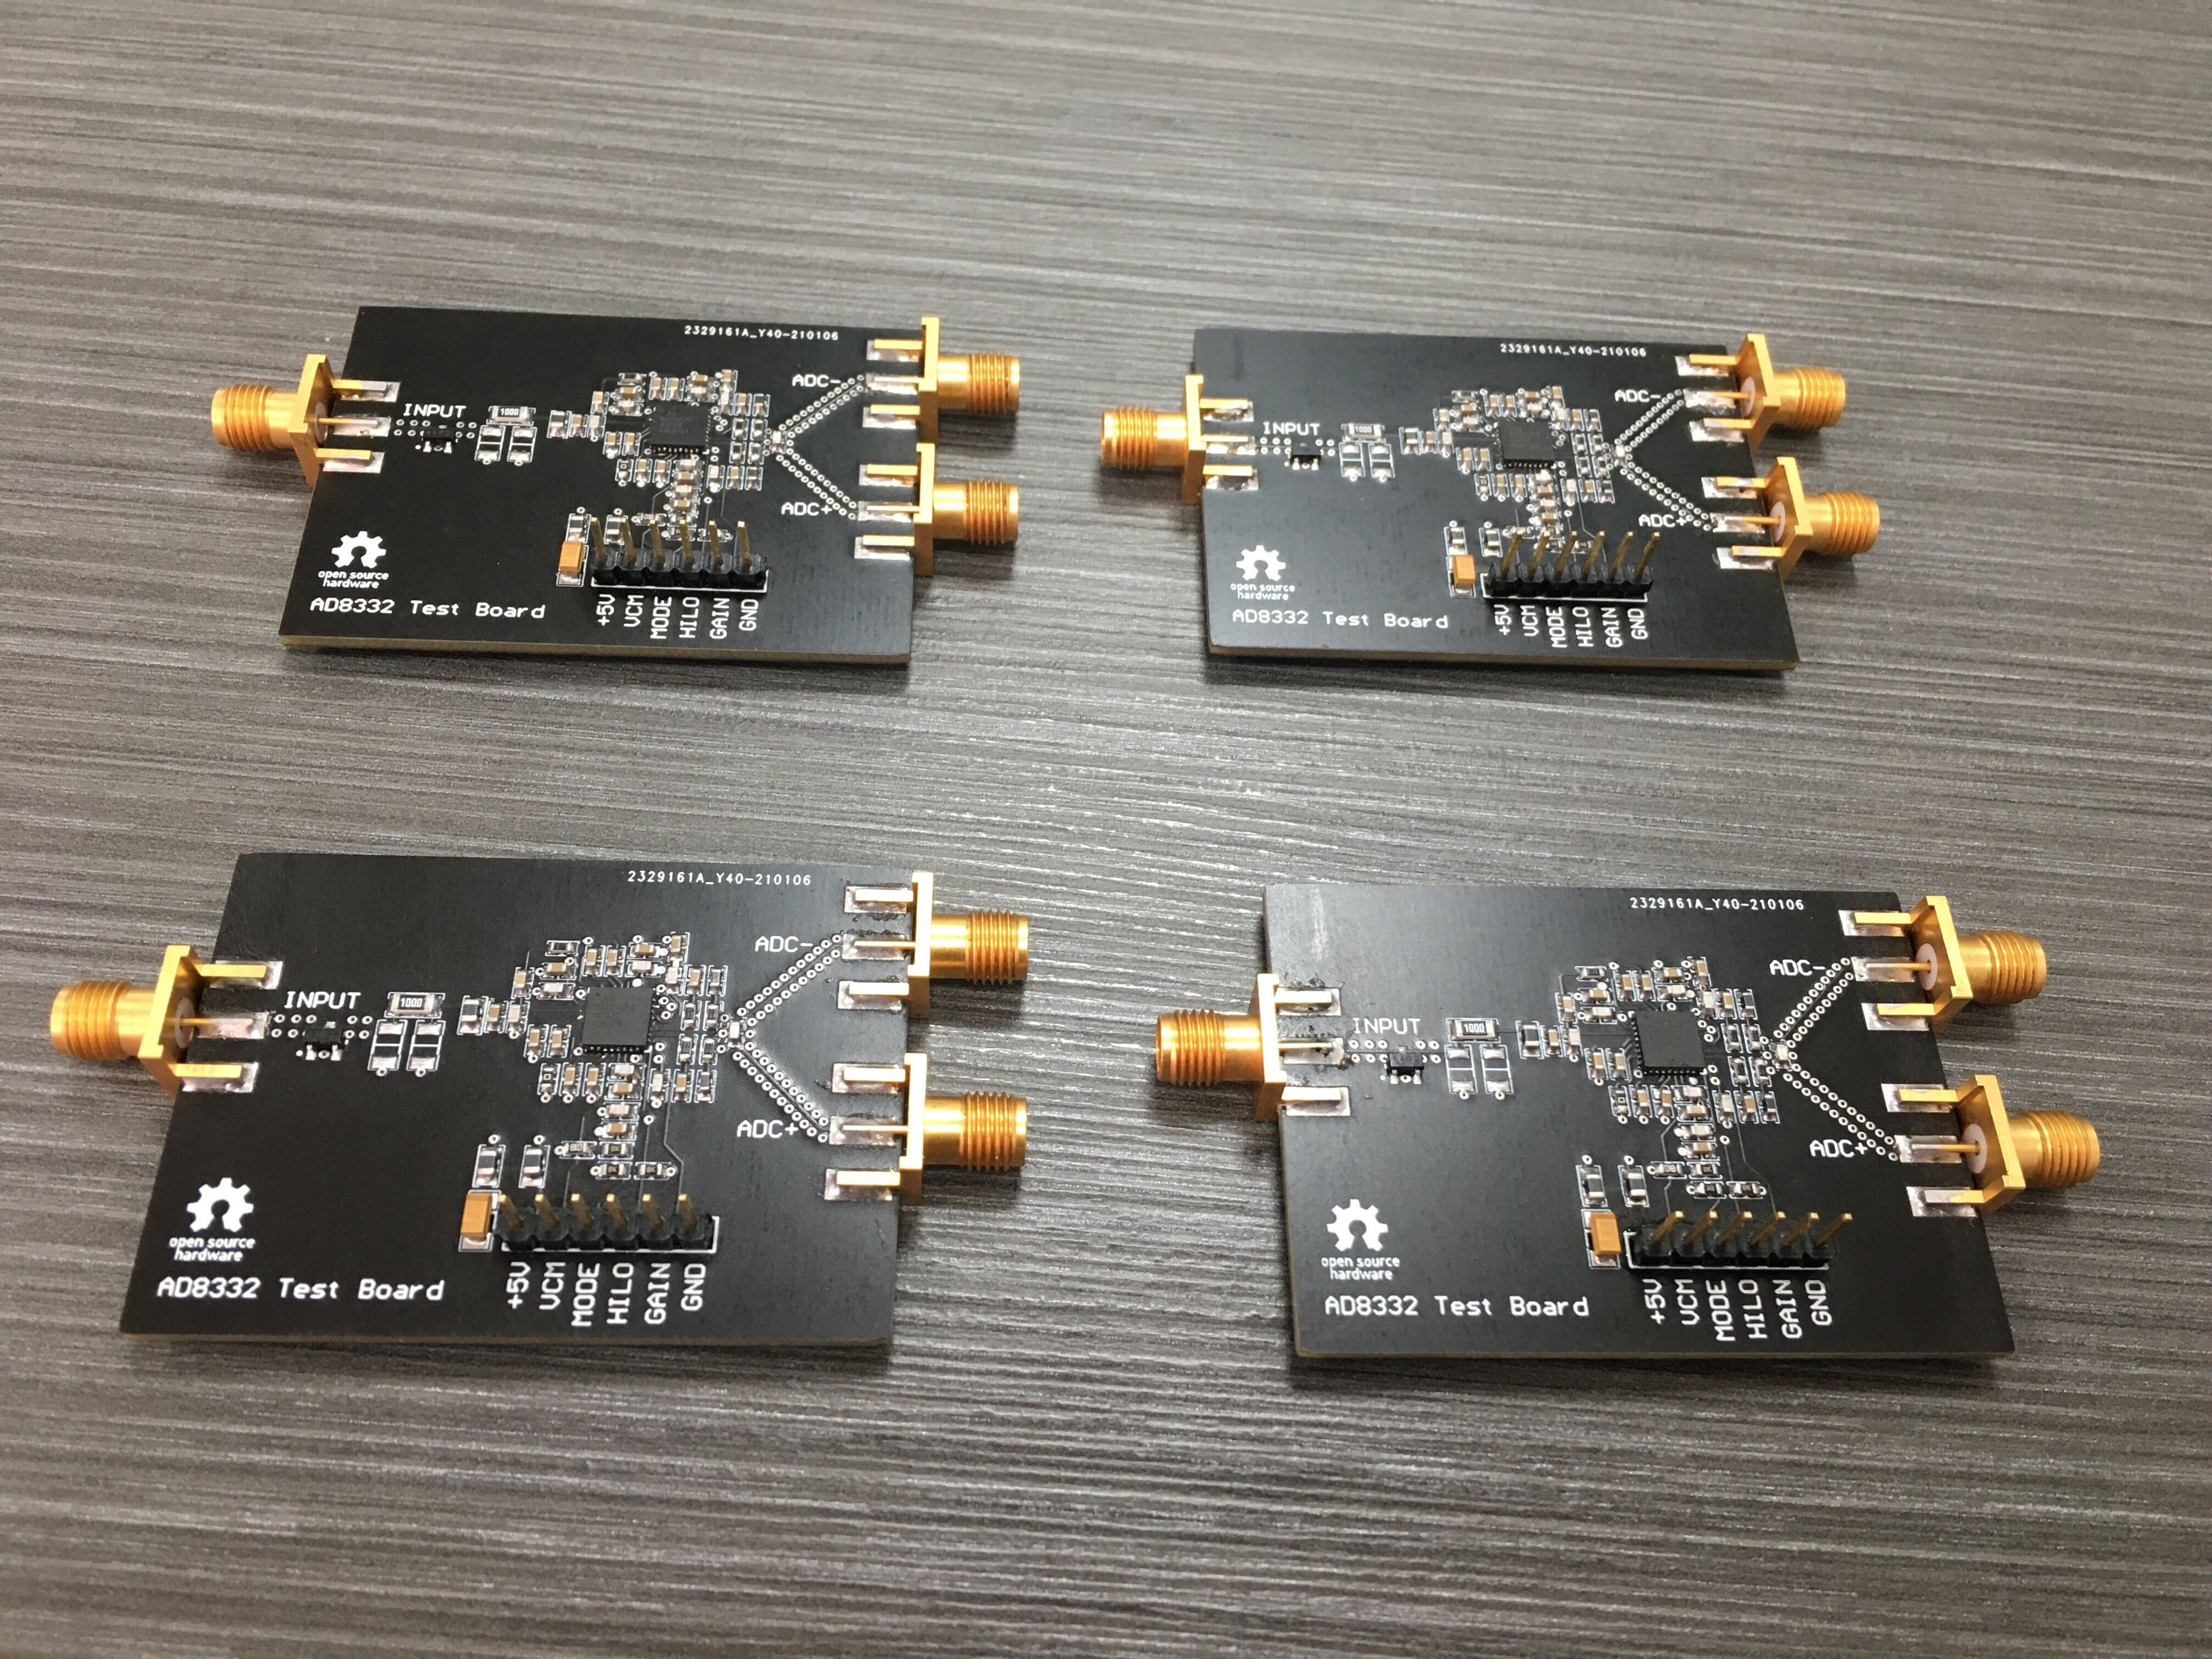 2329161A_Y40-210106
ADC-
INPUT
1000
ADC+
open source
hardware
AD8332 Test Board
+5V
VCM
MODE
HILO
GAIN
GND
2329161A_Y40-210106
ADC-
INPUT
1000
ADC+
open source
hardware
AD8332 Test Board
+5V
VCM
MODE
HILO
GAIN
GND
2329161A_Y40-210106
ADC-
INPUT
1000
ADC+
open source
hardware
AD8332 Test Board
+5V
VCM
MODE
HILO
GAIN
GND
2329161A_Y40-210106
ADC-
INPUT
1000
ADC+
open source
hardware
AD8332 Test Board
+5V
VCM
MODE
HILO
GAIN
GND